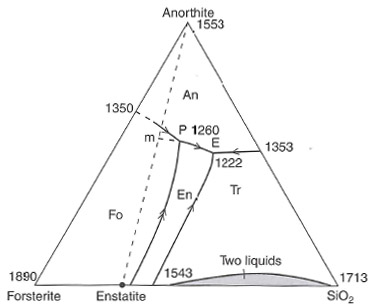 Anorthite
1553
An
1350
P 1260
E
m
1353
1222
En
Tr
Fo
Two liquids
1890
1543
1713
Forsterite
Enstatite
SiO₂